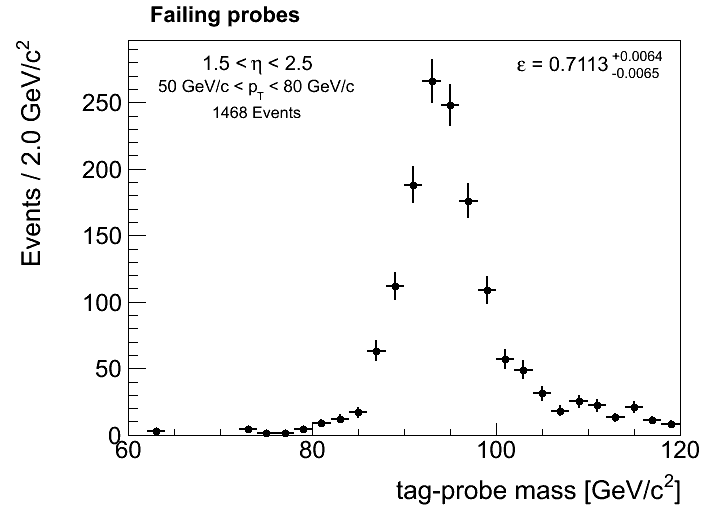 Failing probes
1.5 < η < 2.5
50 GeV/c < p_T < 80 GeV/c
1468 Events
ε = 0.7113 +0.0064 -0.0065
Events / 2.0 GeV/c²
250
200
150
100
50
0
60 80 100 120
tag-probe mass [GeV/c²]